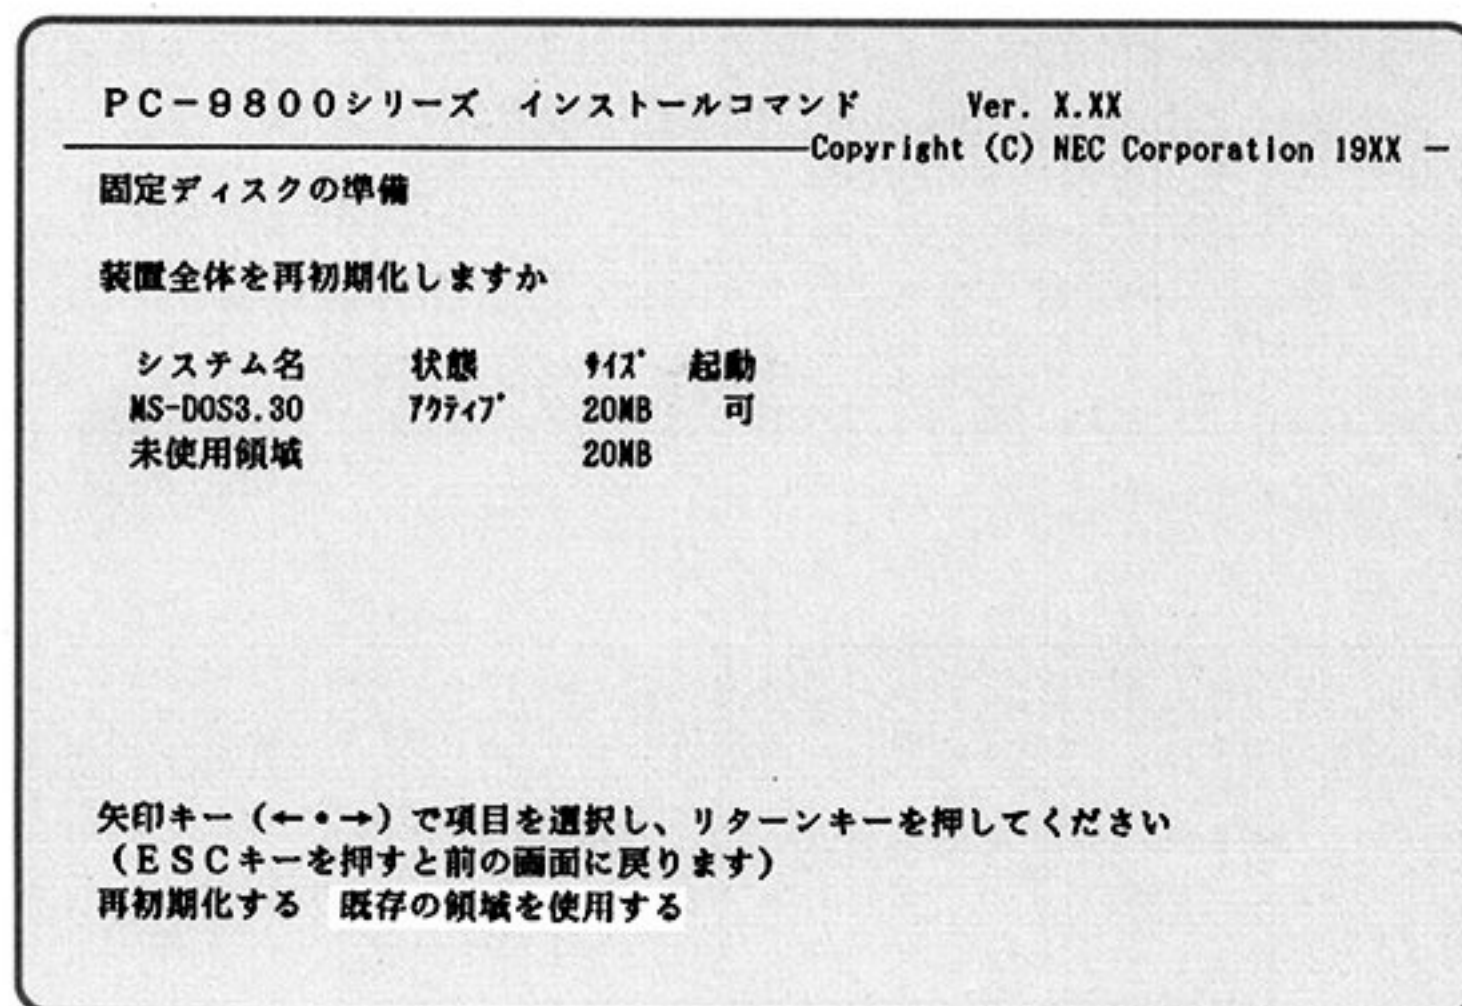 PC-9800シリーズ インストールコマンド Ver. X.XX
Copyright (C) NEC Corporation 19XX
固定ディスクの準備
装置全体を再初期化しますか
システム名 状態 ｻｲｽﾞ 起動
MS-DOS3.30 ｱｸﾃｨﾌﾞ 20MB 可
未使用領域 20MB
矢印キー（←・→）で項目を選択し、リターンキーを押してください
（ESCキーを押すと前の画面に戻ります）
再初期化する 既存の領域を使用する